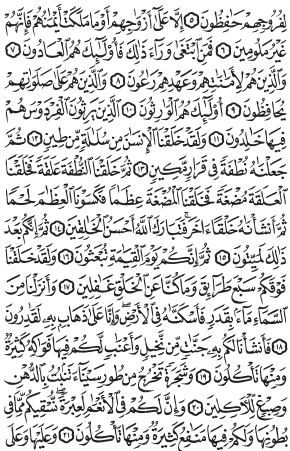 لِفُرُوجِهِمْ حَٰفِظُونَ ۝٥ إِلَّا عَلَىٰٓ أَزْوَٰجِهِمْ أَوْ مَا مَلَكَتْ أَيْمَٰنُهُمْ فَإِنَّهُمْ
غَيْرُ مَلُومِينَ ۝٦ فَمَنِ ٱبْتَغَىٰ وَرَآءَ ذَٰلِكَ فَأُو۟لَٰٓئِكَ هُمُ ٱلْعَادُونَ ۝٧
وَٱلَّذِينَ هُمْ لِأَمَٰنَٰتِهِمْ وَعَهْدِهِمْ رَٰعُونَ ۝٨ وَٱلَّذِينَ هُمْ عَلَىٰ صَلَوَٰتِهِمْ
يُحَافِظُونَ ۝٩ أُو۟لَٰٓئِكَ هُمُ ٱلْوَٰرِثُونَ ۝١٠ ٱلَّذِينَ يَرِثُونَ ٱلْفِرْدَوْسَ هُمْ
فِيهَا خَٰلِدُونَ ۝١١ وَلَقَدْ خَلَقْنَا ٱلْإِنسَٰنَ مِن سُلَٰلَةٍ مِّن طِينٍ ۝١٢ ثُمَّ
جَعَلْنَٰهُ نُطْفَةً فِى قَرَارٍ مَّكِينٍ ۝١٣ ثُمَّ خَلَقْنَا ٱلنُّطْفَةَ عَلَقَةً فَخَلَقْنَا
ٱلْعَلَقَةَ مُضْغَةً فَخَلَقْنَا ٱلْمُضْغَةَ عِظَٰمًا فَكَسَوْنَا ٱلْعِظَٰمَ لَحْمًا
ثُمَّ أَنشَأْنَٰهُ خَلْقًا ءَاخَرَ ۚ فَتَبَارَكَ ٱللَّهُ أَحْسَنُ ٱلْخَٰلِقِينَ ۝١٤ ثُمَّ إِنَّكُم بَعْدَ
ذَٰلِكَ لَمَيِّتُونَ ۝١٥ ثُمَّ إِنَّكُمْ يَوْمَ ٱلْقِيَٰمَةِ تُبْعَثُونَ ۝١٦ وَلَقَدْ خَلَقْنَا
فَوْقَكُمْ سَبْعَ طَرَآئِقَ وَمَا كُنَّا عَنِ ٱلْخَلْقِ غَٰفِلِينَ ۝١٧ وَأَنزَلْنَا مِنَ
ٱلسَّمَآءِ مَآءًۢ بِقَدَرٍ فَأَسْكَنَّٰهُ فِى ٱلْأَرْضِ ۖ وَإِنَّا عَلَىٰ ذَهَابٍۭ بِهِۦ لَقَٰدِرُونَ
۝١٨ فَأَنشَأْنَا لَكُم بِهِۦ جَنَّٰتٍ مِّن نَّخِيلٍ وَأَعْنَٰبٍ لَّكُمْ فِيهَا فَوَٰكِهُ كَثِيرَةٌ
وَمِنْهَا تَأْكُلُونَ ۝١٩ وَشَجَرَةً تَخْرُجُ مِن طُورِ سَيْنَآءَ تَنۢبُتُ بِٱلدُّهْنِ
وَصِبْغٍ لِّلْءَاكِلِينَ ۝٢٠ وَإِنَّ لَكُمْ فِى ٱلْأَنْعَٰمِ لَعِبْرَةً ۖ نُّسْقِيكُم مِّمَّا فِى
بُطُونِهَا وَلَكُمْ فِيهَا مَنَٰفِعُ كَثِيرَةٌ وَمِنْهَا تَأْكُلُونَ ۝٢١ وَعَلَيْهَا وَعَلَى